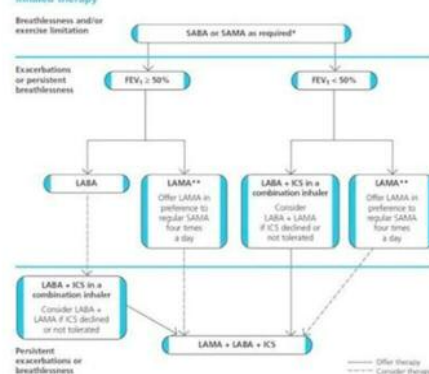 Inhaled therapy
Breathlessness and/or
exercise limitation
SABA or SAMA as required*
Exacerbations
or persistent
breathlessness
FEV₁ ≥ 50%
FEV₁ < 50%
LABA
LAMA**
Offer LAMA in
preference to
regular SAMA
four times
a day
LABA + ICS in a
combination inhaler
Consider
LABA + LAMA
if ICS declined or
not tolerated
LAMA**
Offer LAMA in
preference to
regular SAMA
four times
a day
LABA + ICS in a
combination inhaler
Consider LABA +
LAMA if ICS declined
or not tolerated
LAMA + LABA + ICS
Persistent
exacerbations or
breathlessness
Offer therapy
Consider therapy